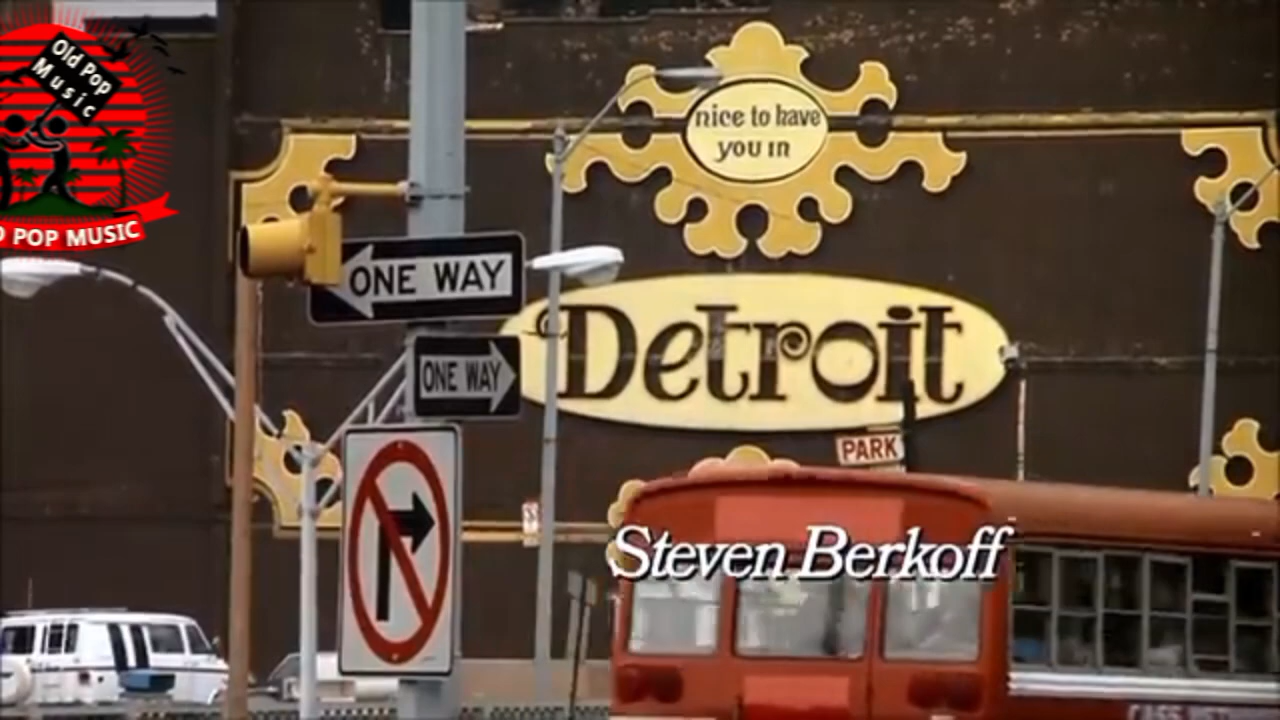 Old Pop
Music
POP MUSIC
nice to have
you in
Detroit
ONE WAY
ONE WAY
PARK
Steven Berkoff